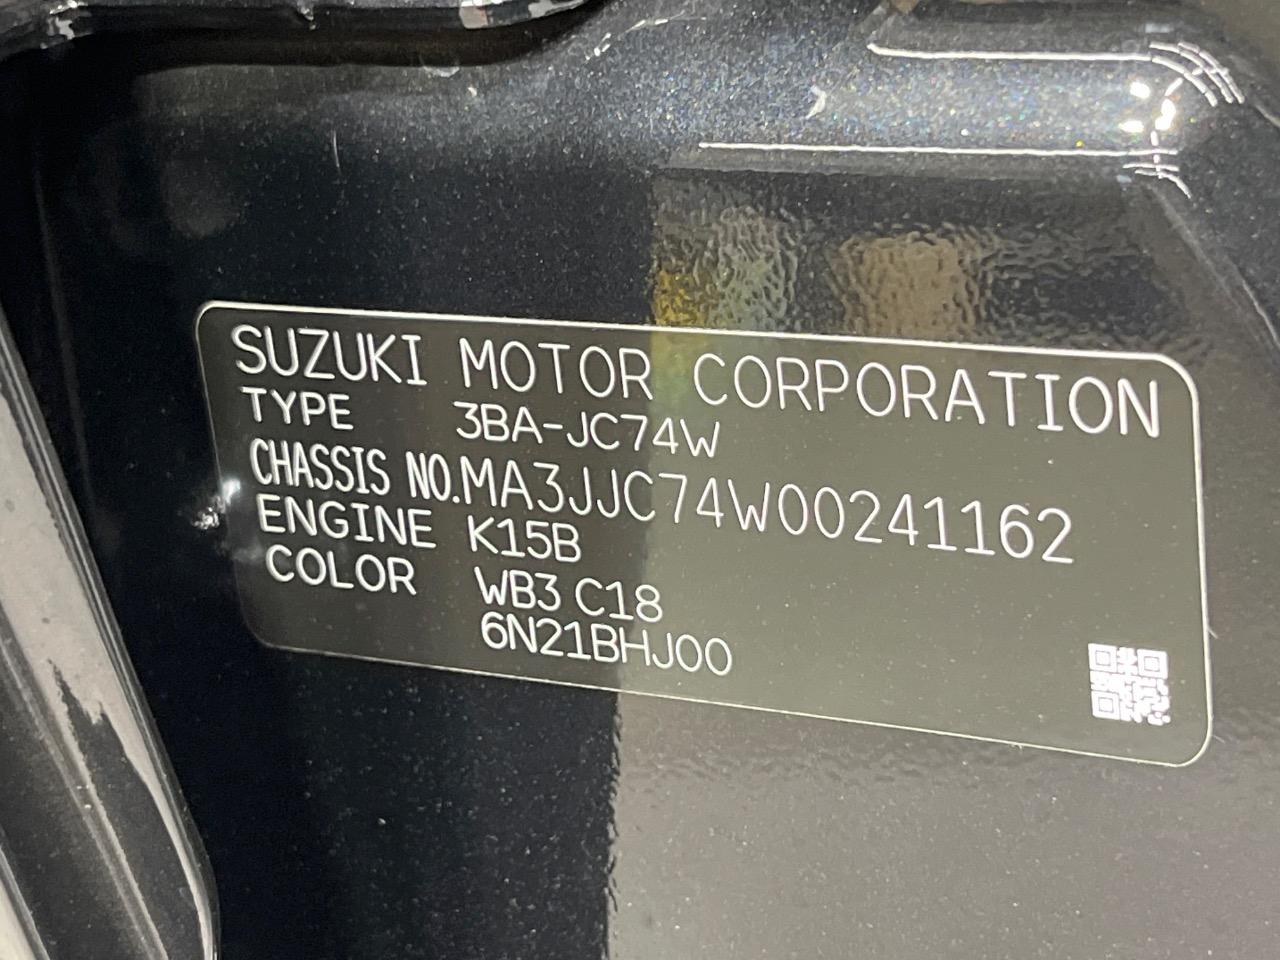 SUZUKI MOTOR CORPORATION
TYPE 3BA-JC74W
CHASSIS NO. MA3JJC74W00241162
ENGINE K15B
COLOR WB3 C18
6N21BHJ00